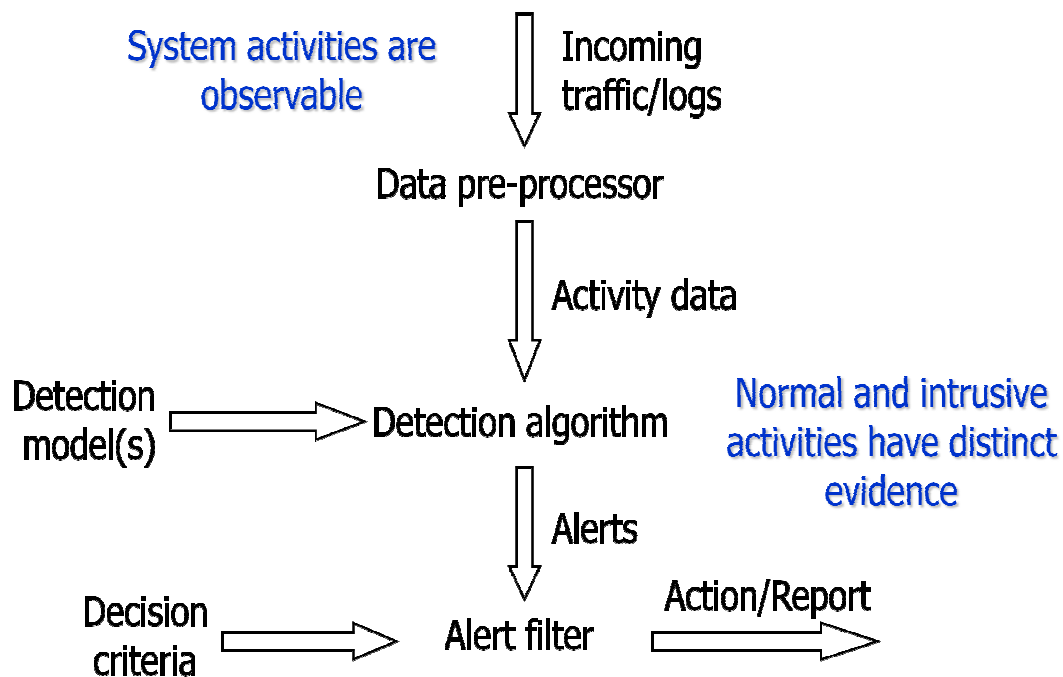 System activities are
observable
Incoming
traffic/logs
Data pre-processor
Activity data
Detection
model(s)
Detection algorithm
Normal and intrusive
activities have distinct
evidence
Alerts
Decision
criteria
Alert filter
Action/Report